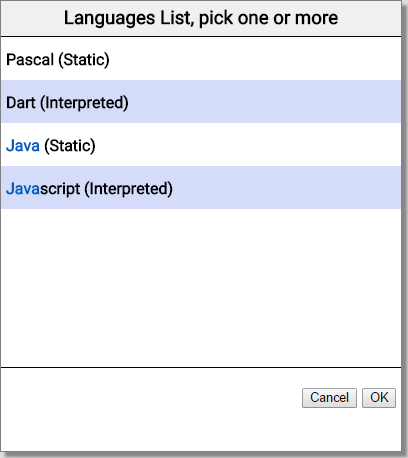 Languages List, pick one or more
Pascal (Static)
Dart (Interpreted)
Java (Static)
Javascript (Interpreted)
Cancel OK